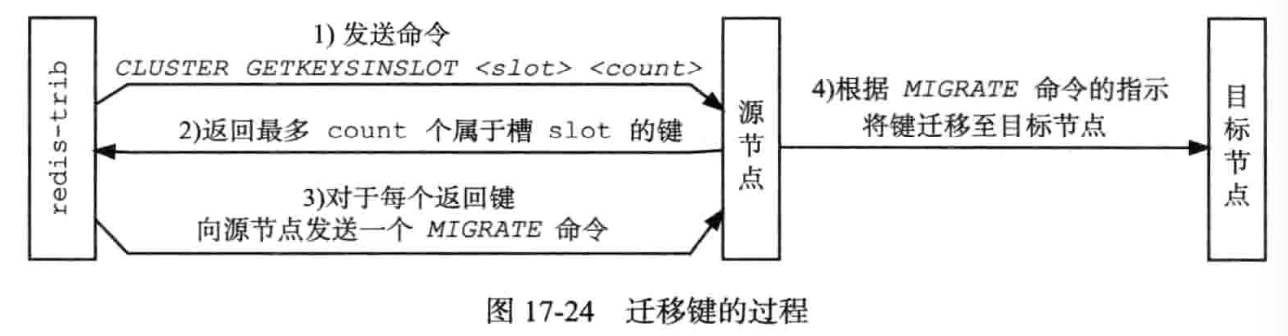 redis-trib
1) 发送命令
CLUSTER GETKEYSINSLOT <slot> <count>
2)返回最多 count 个属于槽 slot 的键
3)对于每个返回键
向源节点发送一个 MIGRATE 命令
源节点
4)根据 MIGRATE 命令的指示
将键迁移至目标节点
目标节点
图 17-24 迁移键的过程